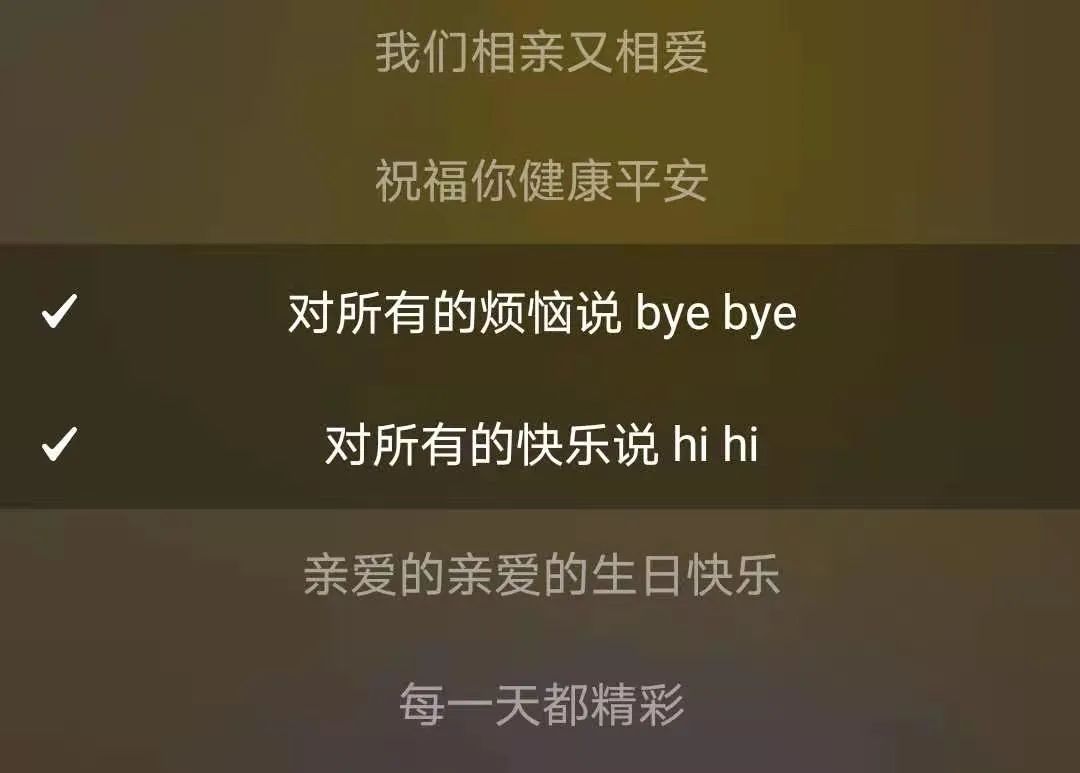 我们相亲又相爱
祝福你健康平安
对所有的烦恼说 bye bye
对所有的快乐说 hi hi
亲爱的亲爱的生日快乐
每一天都精彩